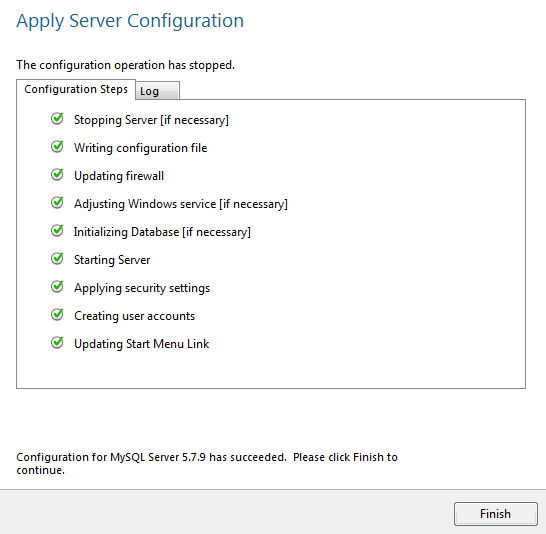 Apply Server Configuration
The configuration operation has stopped.
Configuration Steps Log
Stopping Server [if necessary]
Writing configuration file
Updating firewall
Adjusting Windows service [if necessary]
Initializing Database [if necessary]
Starting Server
Applying security settings
Creating user accounts
Updating Start Menu Link
Configuration for MySQL Server 5.7.9 has succeeded.  Please click Finish to
continue.
Finish